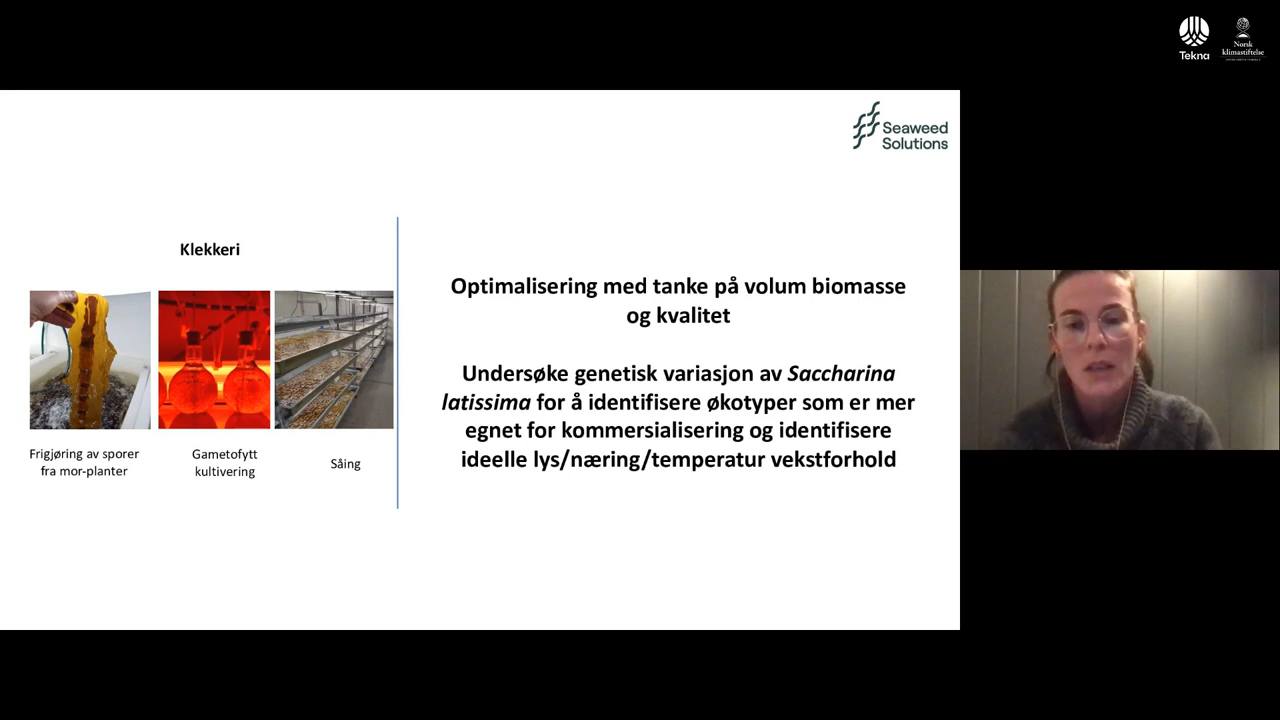 Tekna
Norsk
klimastiftelse
Seaweed
Solutions
Klekkeri
Frigjøring av sporer
fra mor-planter
Gametofytt
kultivering
Såing
Optimalisering med tanke på volum biomasse
og kvalitet
Undersøke genetisk variasjon av Saccharina
latissima for å identifisere økotyper som er mer
egnet for kommersialisering og identifisere
ideelle lys/næring/temperatur vekstforhold